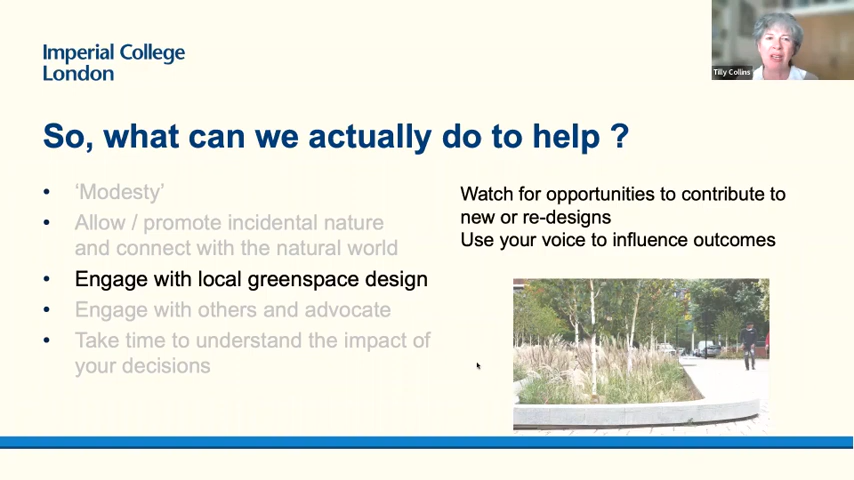 Imperial College
London
Tilly Collins
So, what can we actually do to help ?
• 'Modesty'
• Allow / promote incidental nature
and connect with the natural world
• Engage with local greenspace design
• Engage with others and advocate
• Take time to understand the impact of
your decisions
Watch for opportunities to contribute to
new or re-designs
Use your voice to influence outcomes